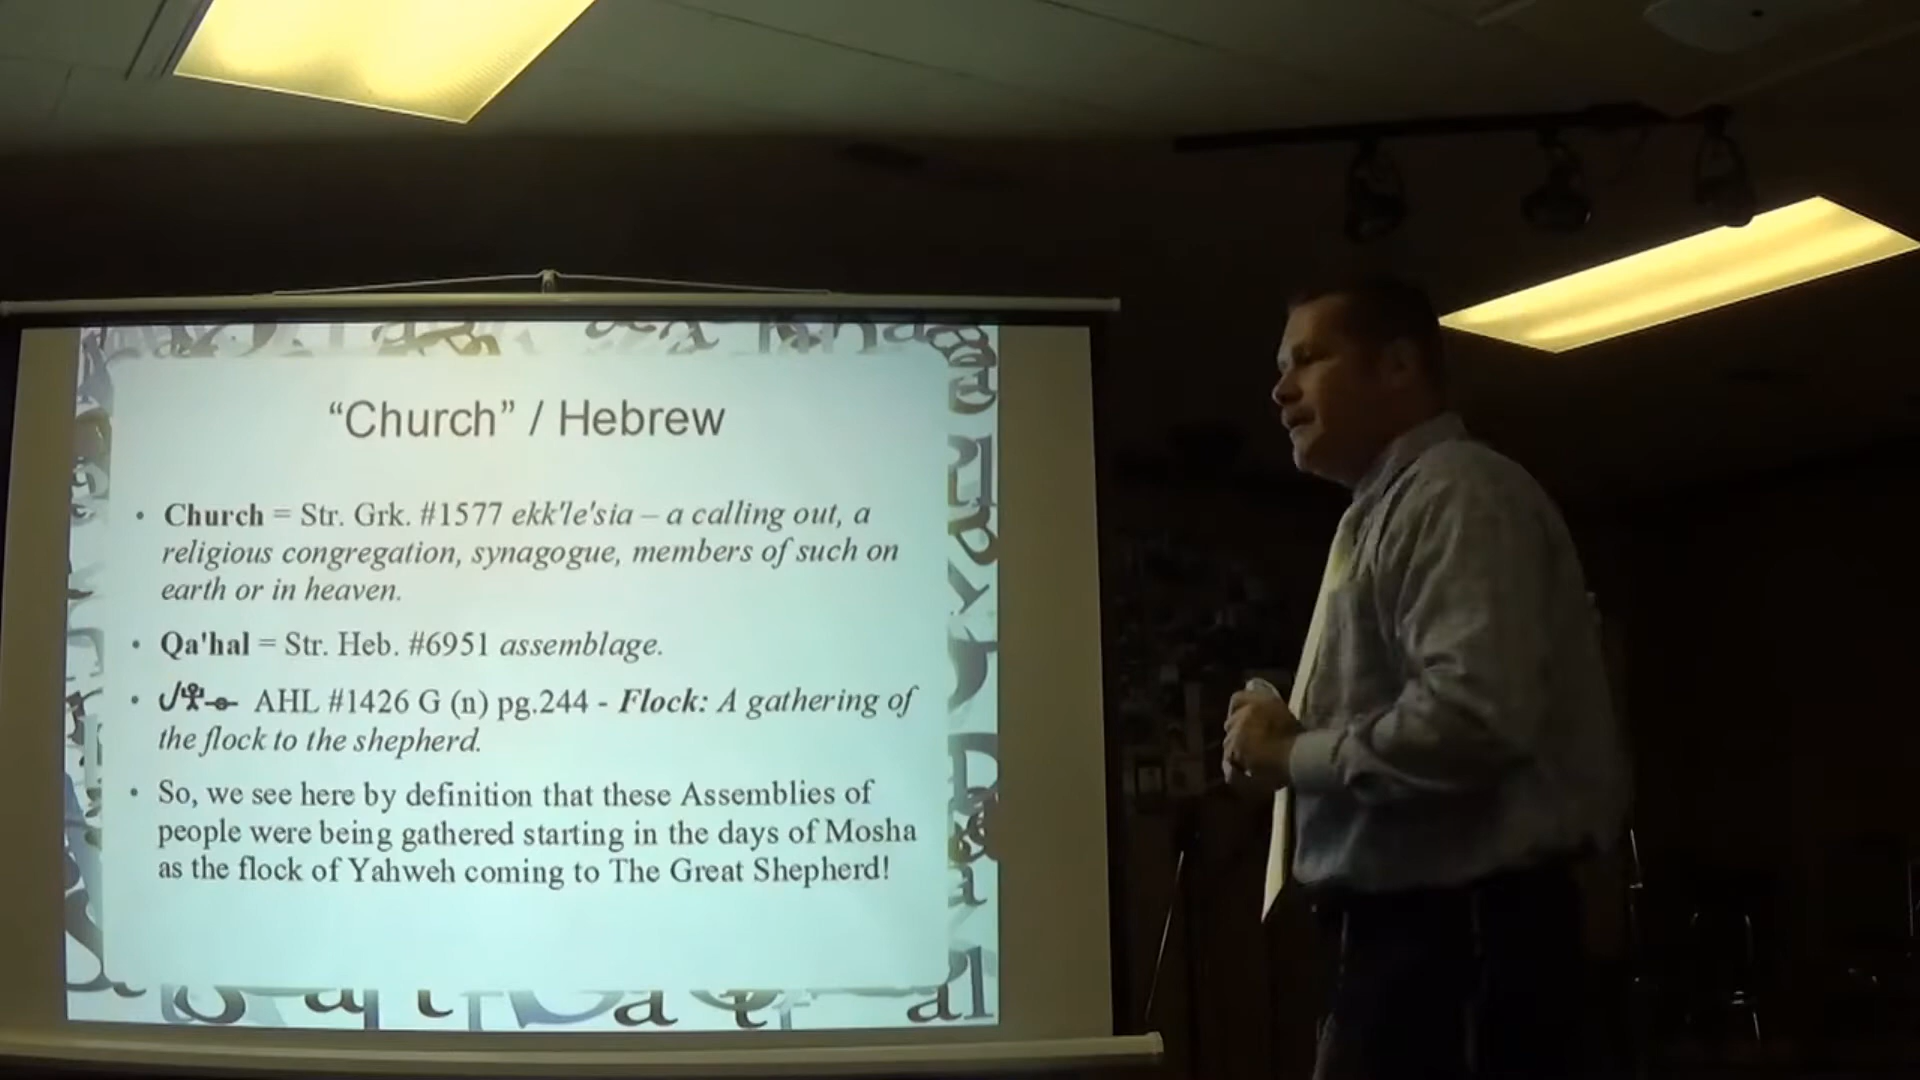 “Church” / Hebrew
• Church = Str. Grk. #1577 ekk'le'sia – a calling out, a
religious congregation, synagogue, members of such on
earth or in heaven.
• Qa'hal = Str. Heb. #6951 assemblage.
• AHL #1426 G (n) pg.244 - Flock: A gathering of
the flock to the shepherd.
• So, we see here by definition that these Assemblies of
people were being gathered starting in the days of Mosha
as the flock of Yahweh coming to The Great Shepherd!